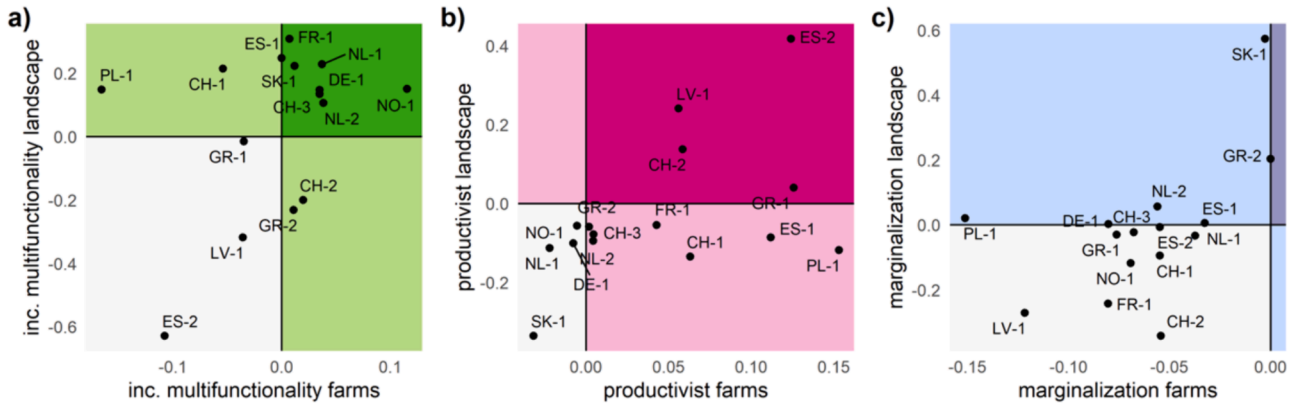 a)
inc. multifunctionality landscape
0.2
0.0
-0.2
-0.4
-0.6
ES-1
FR-1
NL-1
PL-1
CH-1
SK-1
DE-1
CH-3
NL-2
NO-1
GR-1
CH-2
GR-2
LV-1
ES-2
-0.1
0.0
0.1
inc. multifunctionality farms
b)
productivist landscape
0.4
0.2
0.0
-0.2
ES-2
LV-1
CH-2
GR-1
GR-2
FR-1
NO-1
CH-3
ES-1
NL-1
NL-2
CH-1
PL-1
DE-1
SK-1
0.00
0.05
0.10
0.15
productivist farms
c)
marginalization landscape
0.6
0.4
0.2
0.0
-0.2
SK-1
GR-2
NL-2
DE-1
CH-3
ES-1
PL-1
GR-1
ES-2
NL-1
NO-1
CH-1
FR-1
LV-1
CH-2
-0.15
-0.10
-0.05
0.00
marginalization farms